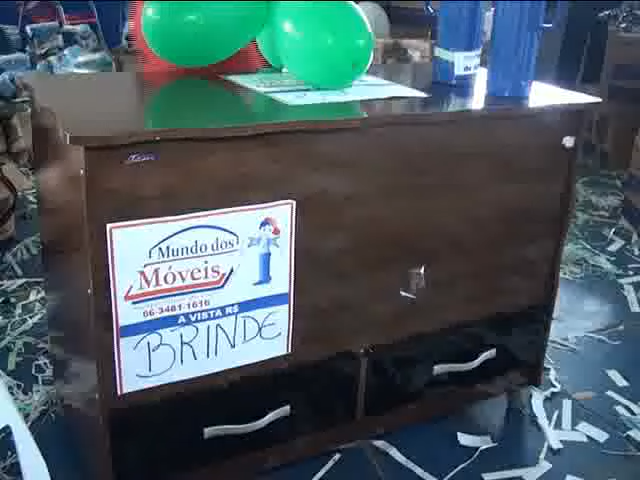 Mundo dos
Móveis
66-3481-1616
A VISTA R$
BRINDE